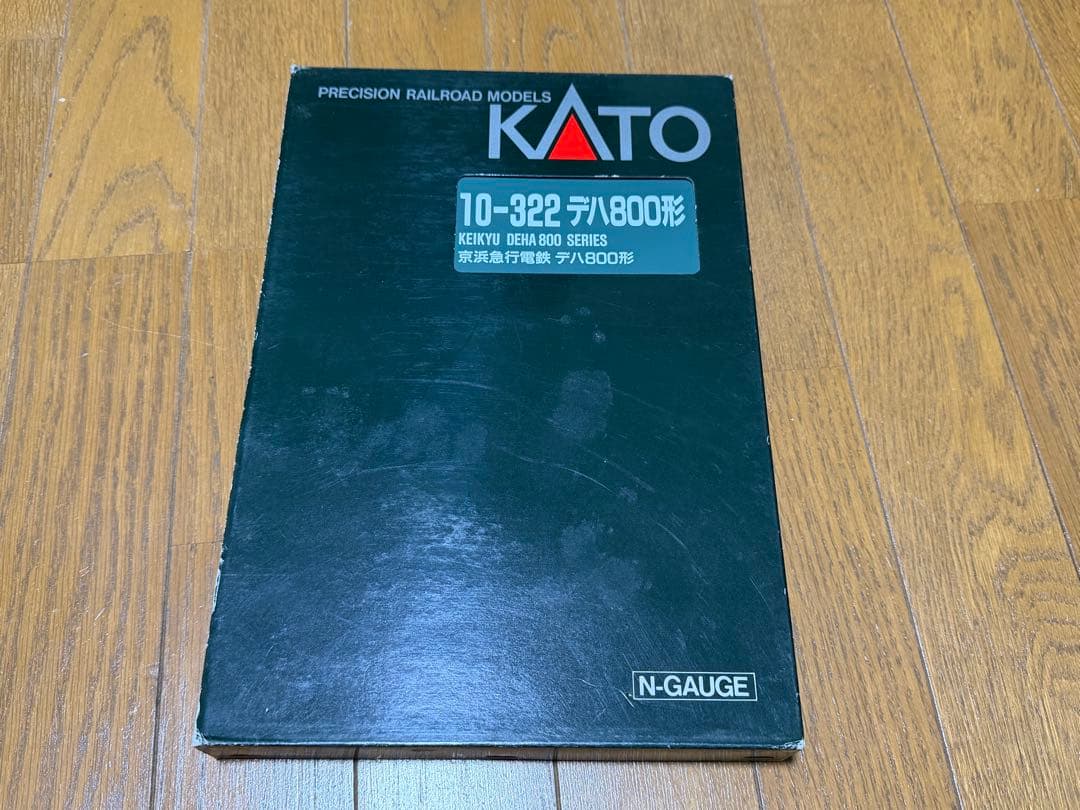 PRECISION RAILROAD MODELS
KATO
10-322 デハ800形
KEIKYU DEHA 800 SERIES
京浜急行電鉄 デハ800形
N-GAUGE